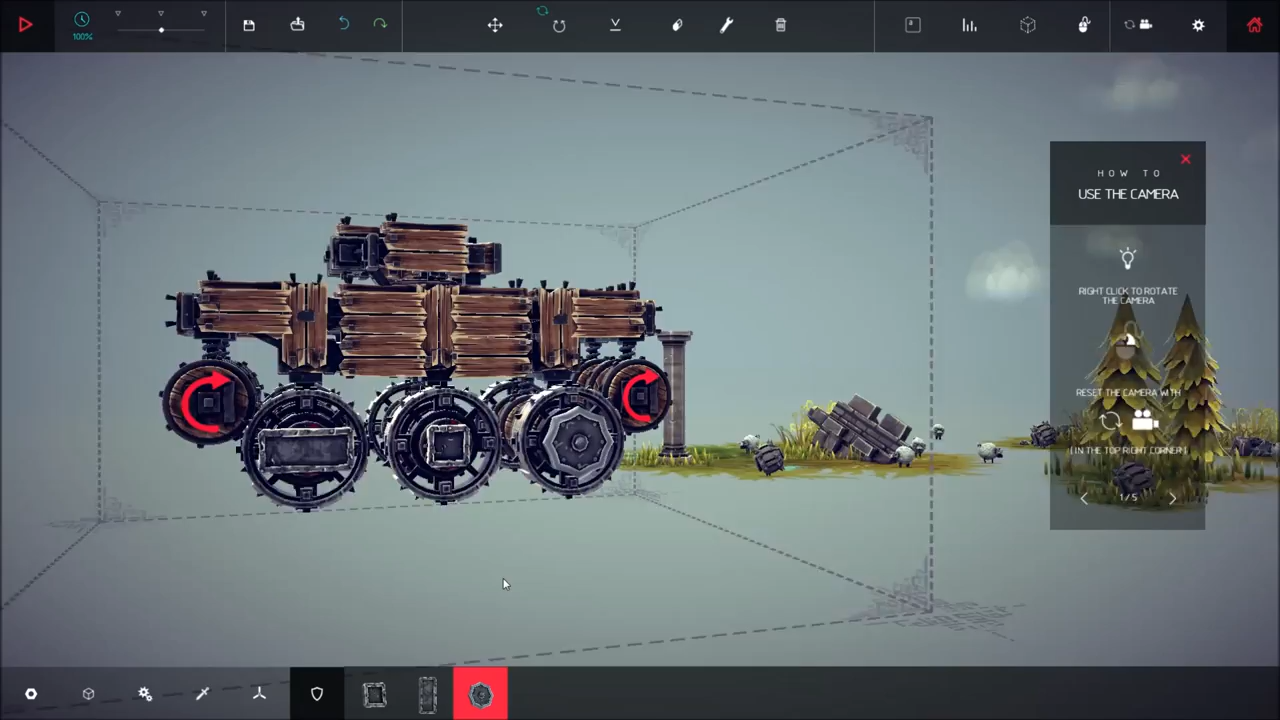 100%
HOW TO
USE THE CAMERA
RIGHT CLICK TO ROTATE
THE CAMERA
RESET THE CAMERA WITH
[ IN THE TOP RIGHT CORNER ]
1/5